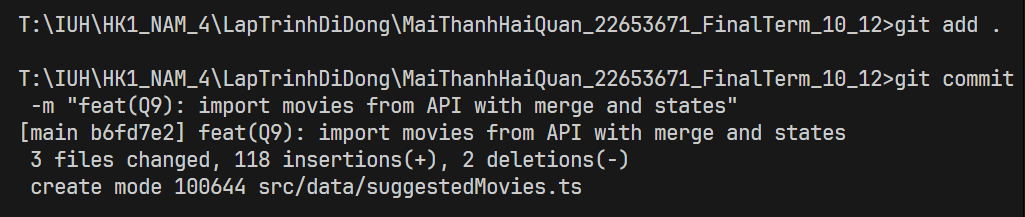 T:\IUH\HK1_NAM_4\LapTrinhDiDong\MaiThanhHaiQuan_22653671_FinalTerm_10_12>git add .
T:\IUH\HK1_NAM_4\LapTrinhDiDong\MaiThanhHaiQuan_22653671_FinalTerm_10_12>git commit
-m "feat(Q9): import movies from API with merge and states"
[main b6fd7e2] feat(Q9): import movies from API with merge and states
3 files changed, 118 insertions(+), 2 deletions(-)
create mode 100644 src/data/suggestedMovies.ts